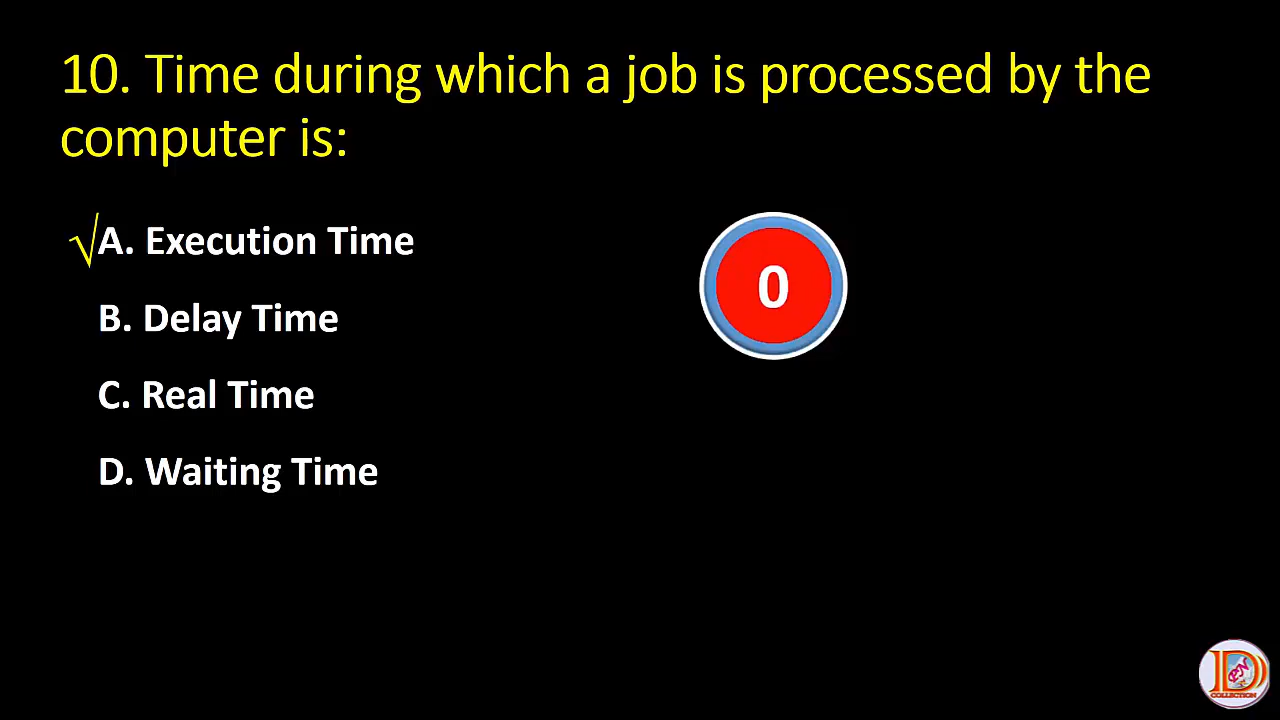 10. Time during which a job is processed by the
computer is:
√A. Execution Time
0
B. Delay Time
C. Real Time
D. Waiting Time
D
COLLECTION